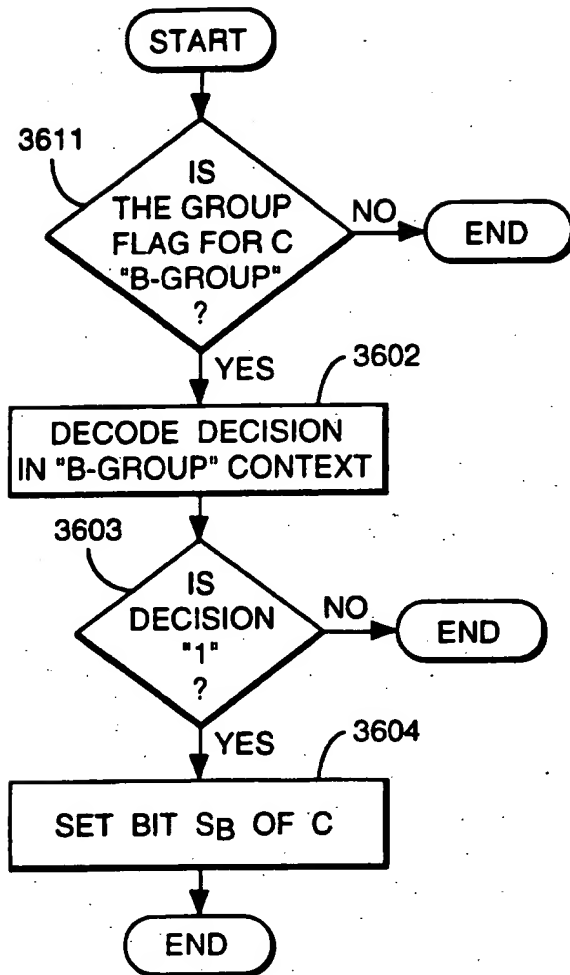 START
3611
IS
THE GROUP
FLAG FOR C
"B-GROUP"
?
NO
END
YES
3602
DECODE DECISION
IN "B-GROUP" CONTEXT
3603
IS
DECISION
"1"
?
NO
END
YES
3604
SET BIT SB OF C
END